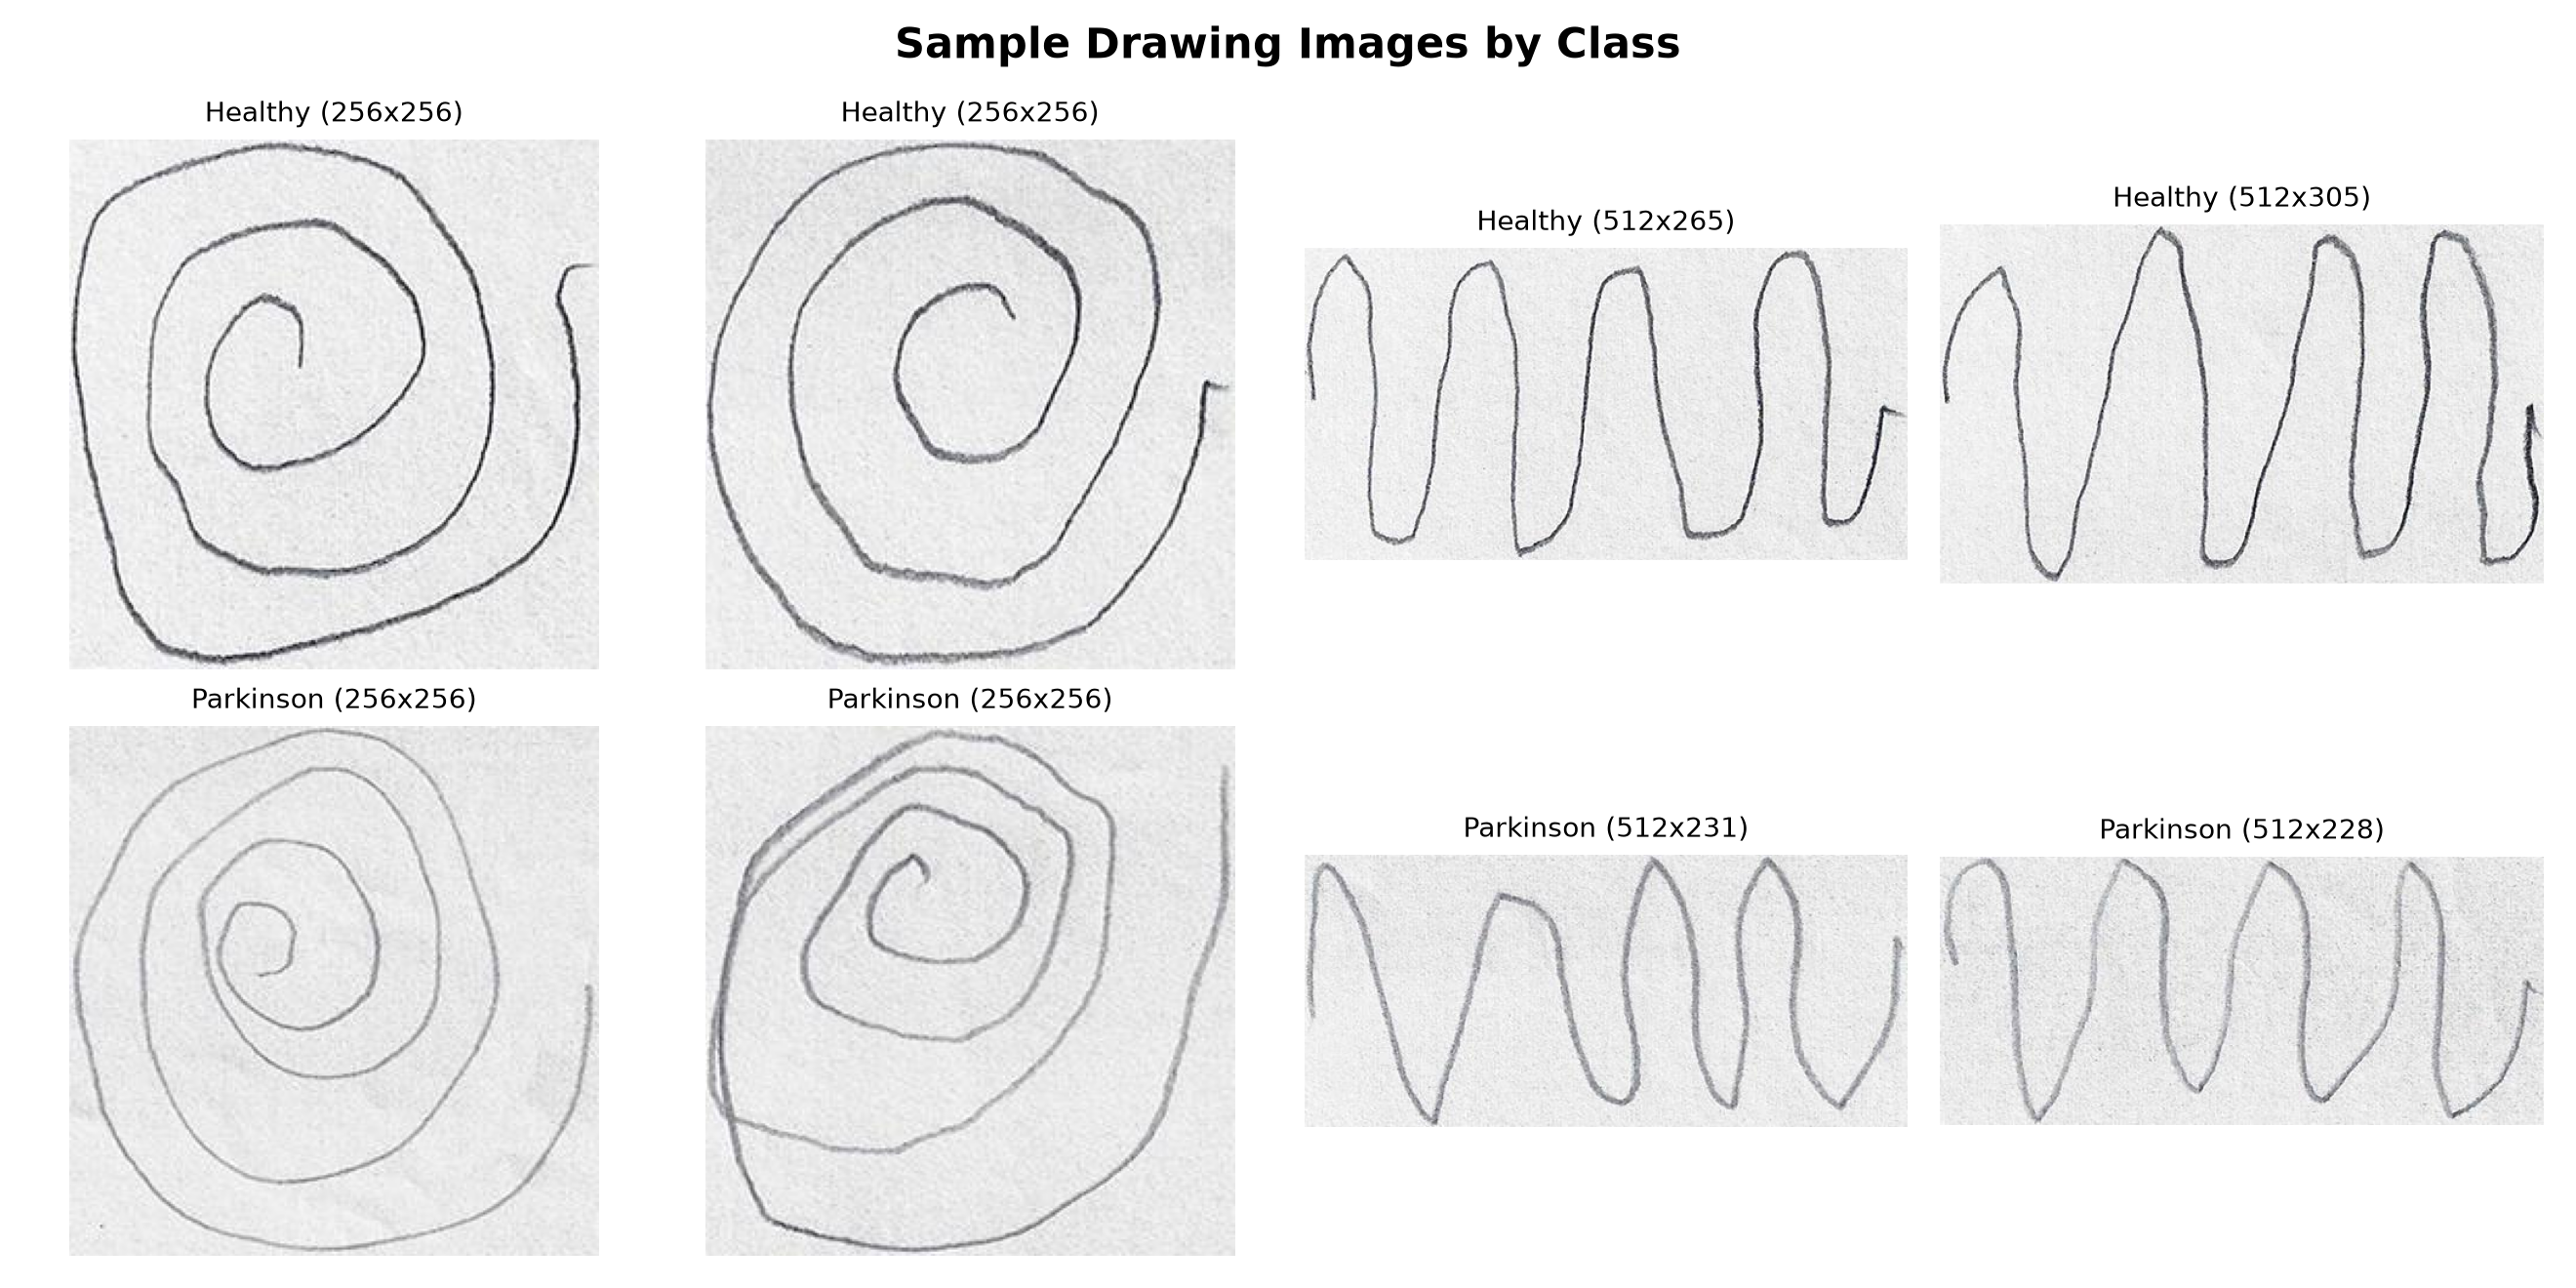 Sample Drawing Images by Class
Healthy (256x256)
Healthy (256x256)
Healthy (512x265)
Healthy (512x305)
Parkinson (256x256)
Parkinson (256x256)
Parkinson (512x231)
Parkinson (512x228)